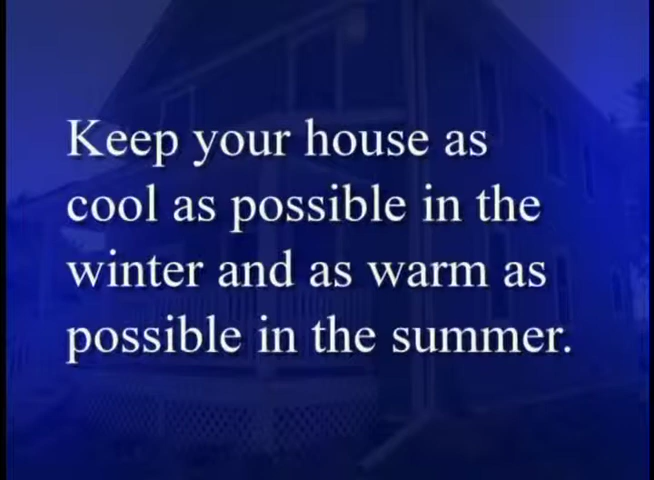 Keep your house as
cool as possible in the
winter and as warm as
possible in the summer.